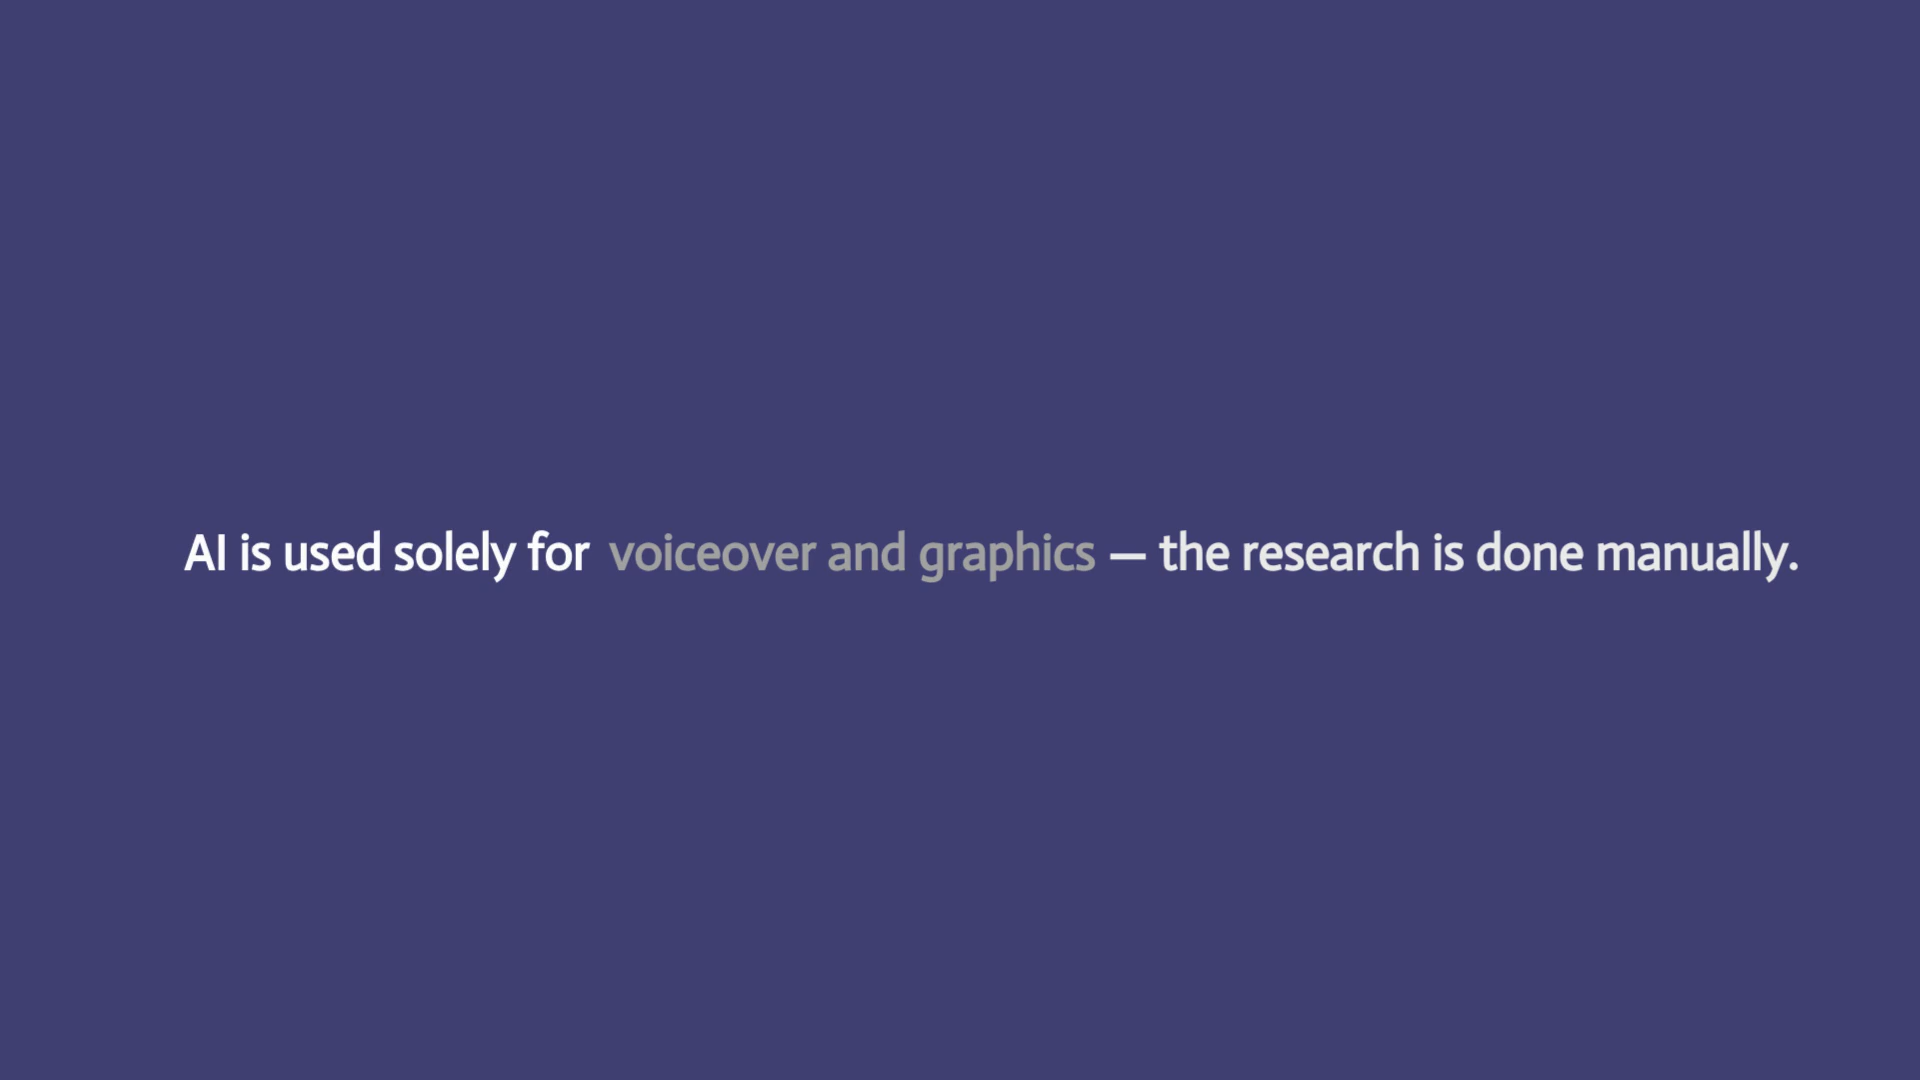 AI is used solely for voiceover and graphics — the research is done manually.